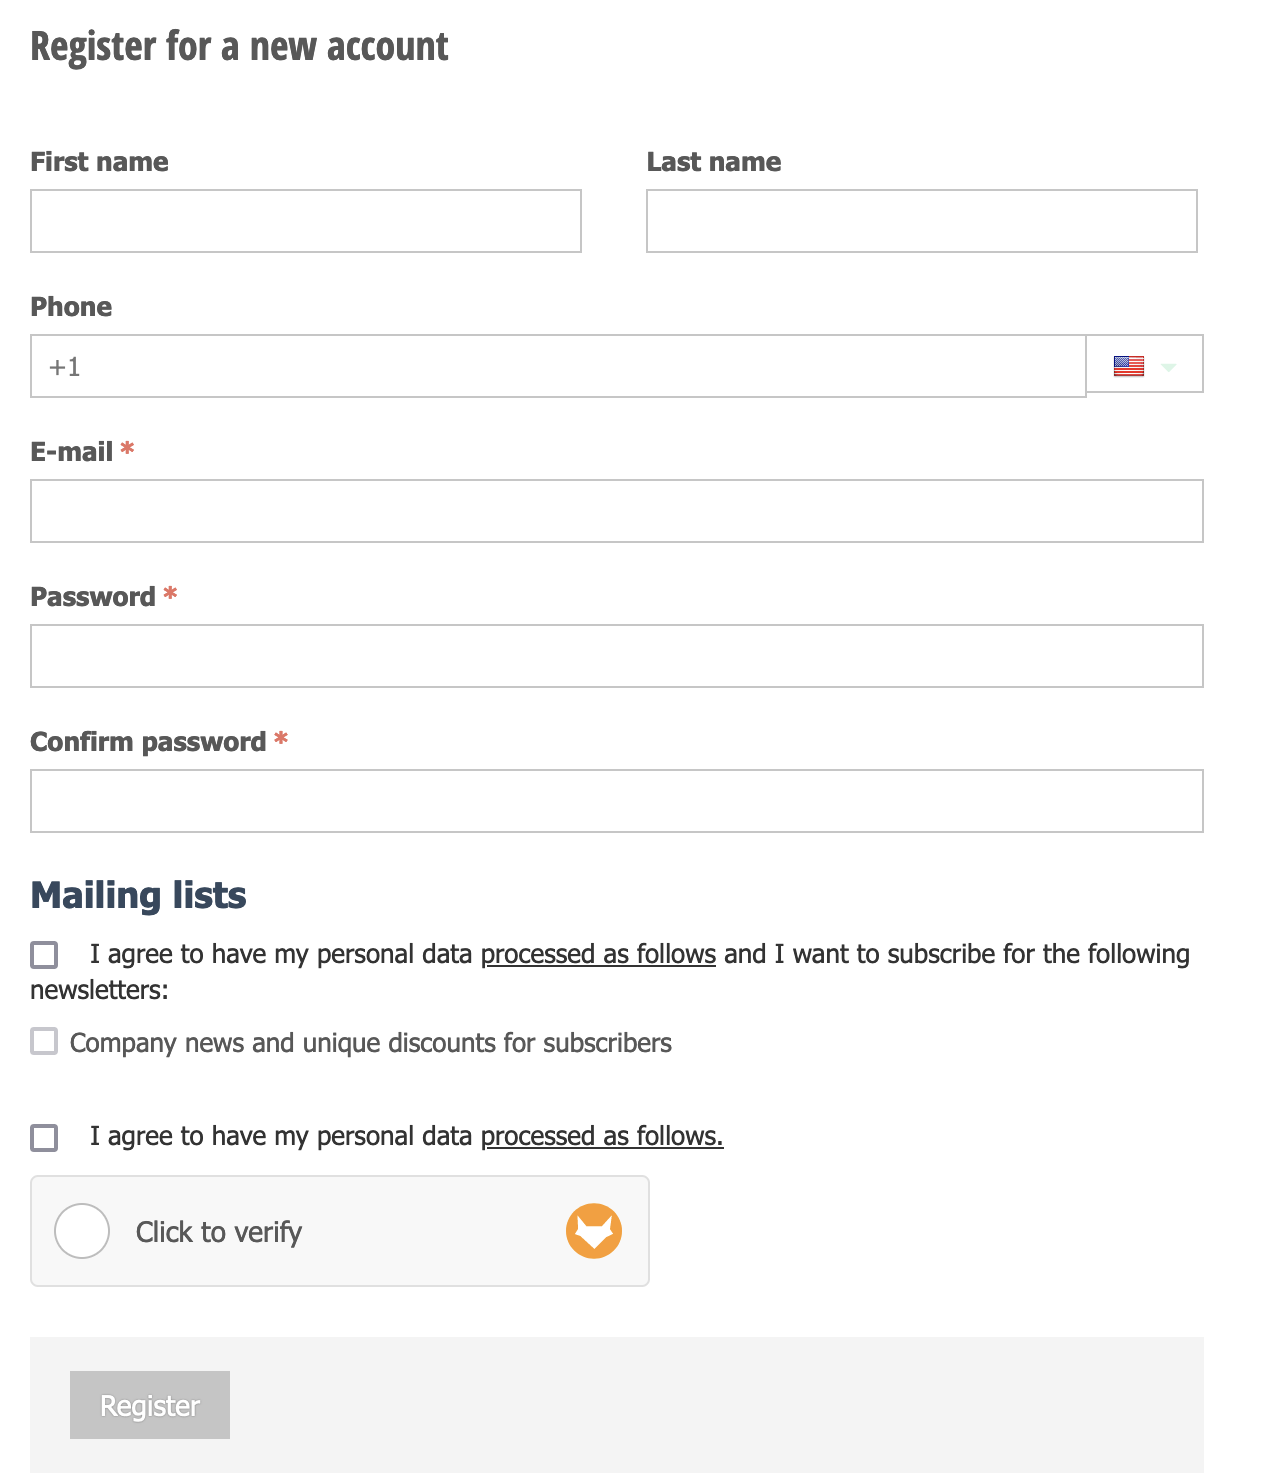 Register for a new account
First name
Last name
Phone
+1
E-mail *
Password *
Confirm password *
Mailing lists
I agree to have my personal data processed as follows and I want to subscribe for the following
newsletters:
Company news and unique discounts for subscribers
I agree to have my personal data processed as follows.
Click to verify
Register